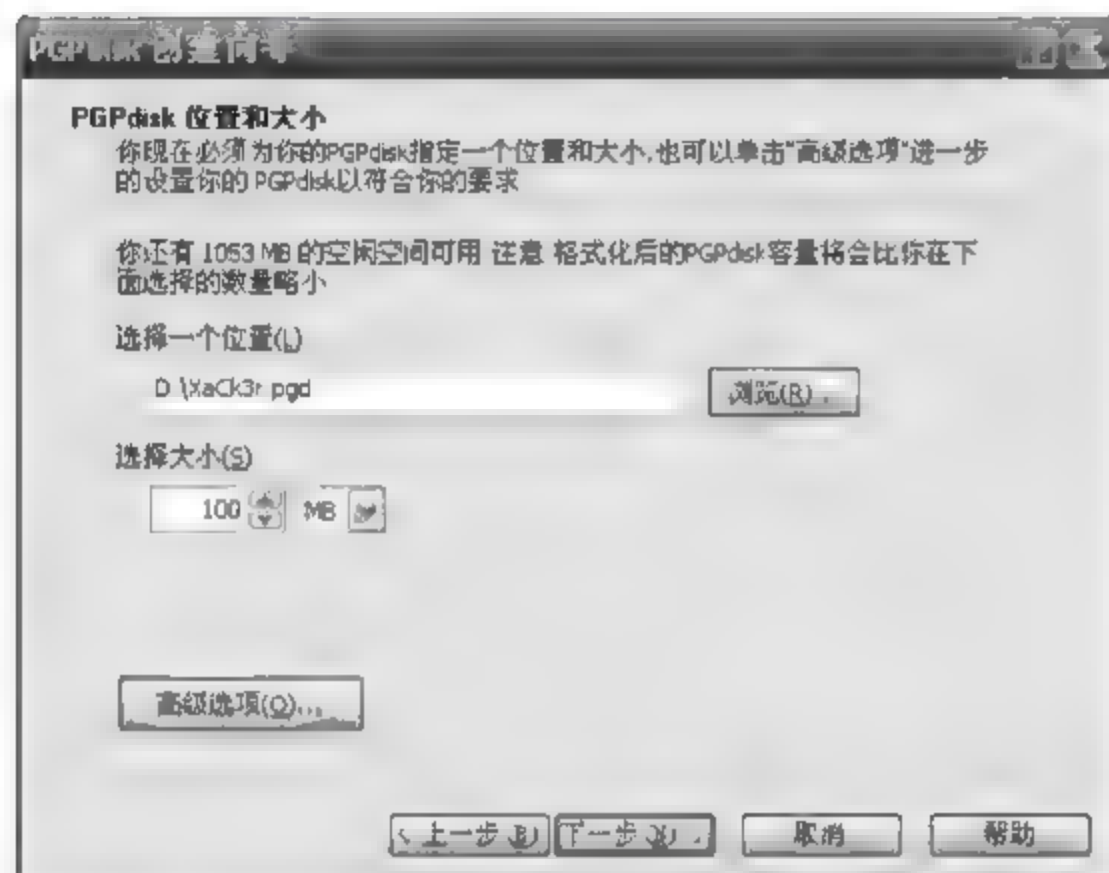 PGPdisk 创建向导
PGPdisk 位置和大小
你现在必须为你的PGPdisk指定一个位置和大小,也可以单击"高级选项"进一步
的设置你的 PGPdisk以符合你的要求
你还有 1053 MB 的空闲空间可用 注意 格式化后的PGPdisk容量将会比你在下
面选择的数量略小
选择一个位置(L)
D \XaCk3r pgd
浏览(R) .
选择大小(S)
100 MB
高级选项(O)...
< 上一步(B) 下一步(N) 取消 帮助